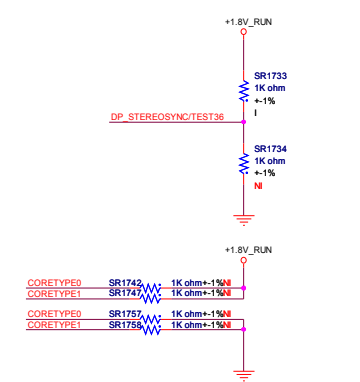 +1.8V_RUN
SR1733
1K ohm
+-1%
I
DP_STEREOSYNC/TEST36
SR1734
1K ohm
+-1%
NI
+1.8V_RUN
CORETYPE0 SR1742 1K ohm+-1%NI
CORETYPE1 SR1747 1K ohm+-1%NI
CORETYPE0 SR1757 1K ohm+-1%NI
CORETYPE1 SR1758 1K ohm+-1%NI